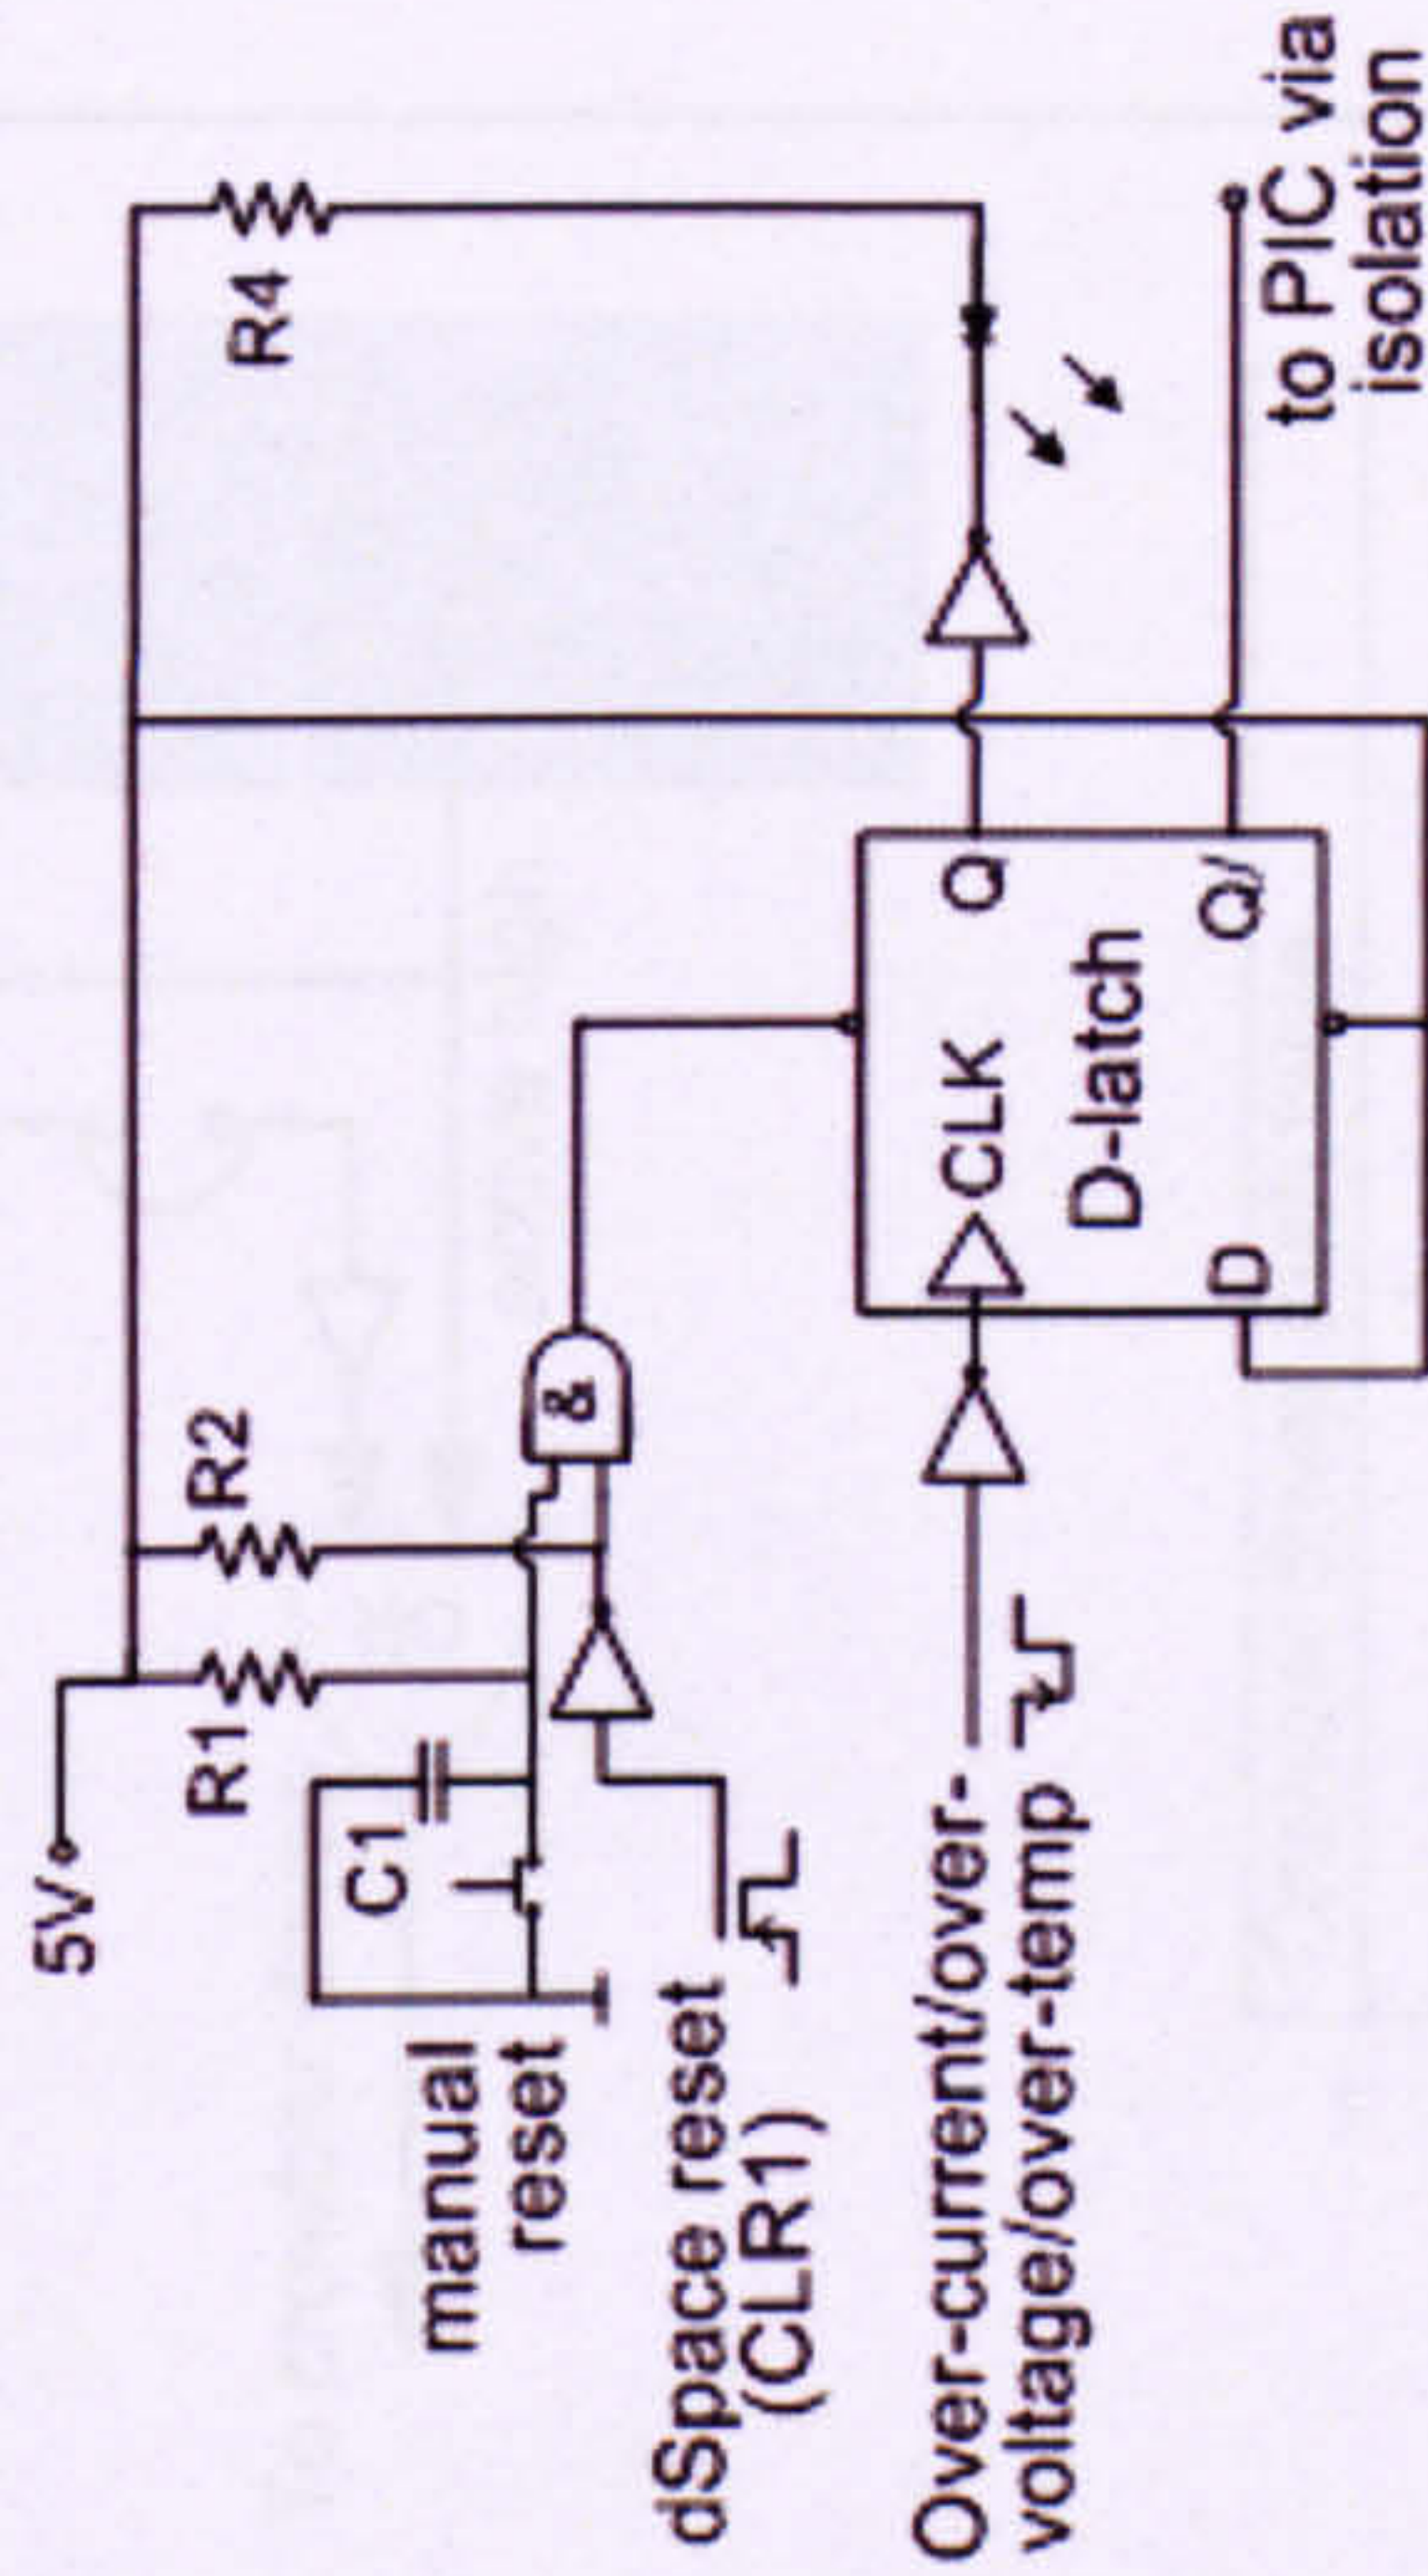 5V
R1
R2
R4
C1
manual
reset
&
dSpace reset
(CLR1)
CLK
Q
D-latch
D
Q/
Over-current/over-
voltage/over-temp
to PIC via
isolation